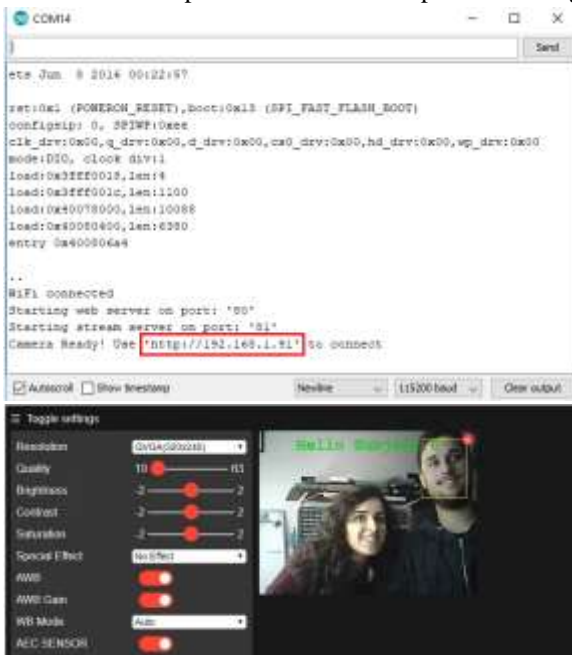 COM14
Send
ets Jun 8 2016 00:22:57
rst:0x1 (POWERON_RESET),boot:0x13 (SPI_FAST_FLASH_BOOT)
configsip: 0, SPIWP:0xee
clk_drv:0x00,q_drv:0x00,d_drv:0x00,cs0_drv:0x00,hd_drv:0x00,wp_drv:0x00
mode:DIO, clock div:1
load:0x3fff0018,len:4
load:0x3fff001c,len:1100
load:0x40078000,len:10088
load:0x40080400,len:6380
entry 0x400806a4
..
WiFi connected
Starting web server on port: '80'
Starting stream server on port: '81'
Camera Ready! Use 'http://192.168.1.91' to connect
Autoscroll Show timestamp Newline 115200 baud Clear output
Toggle settings
Resolution QVGA(320x240)
Quality 10 63
Brightness -2 2
Contrast -2 2
Saturation -2 2
Special Effect No Effect
AWB
AWB Gain
WB Mode Auto
AEC SENSOR
Hello